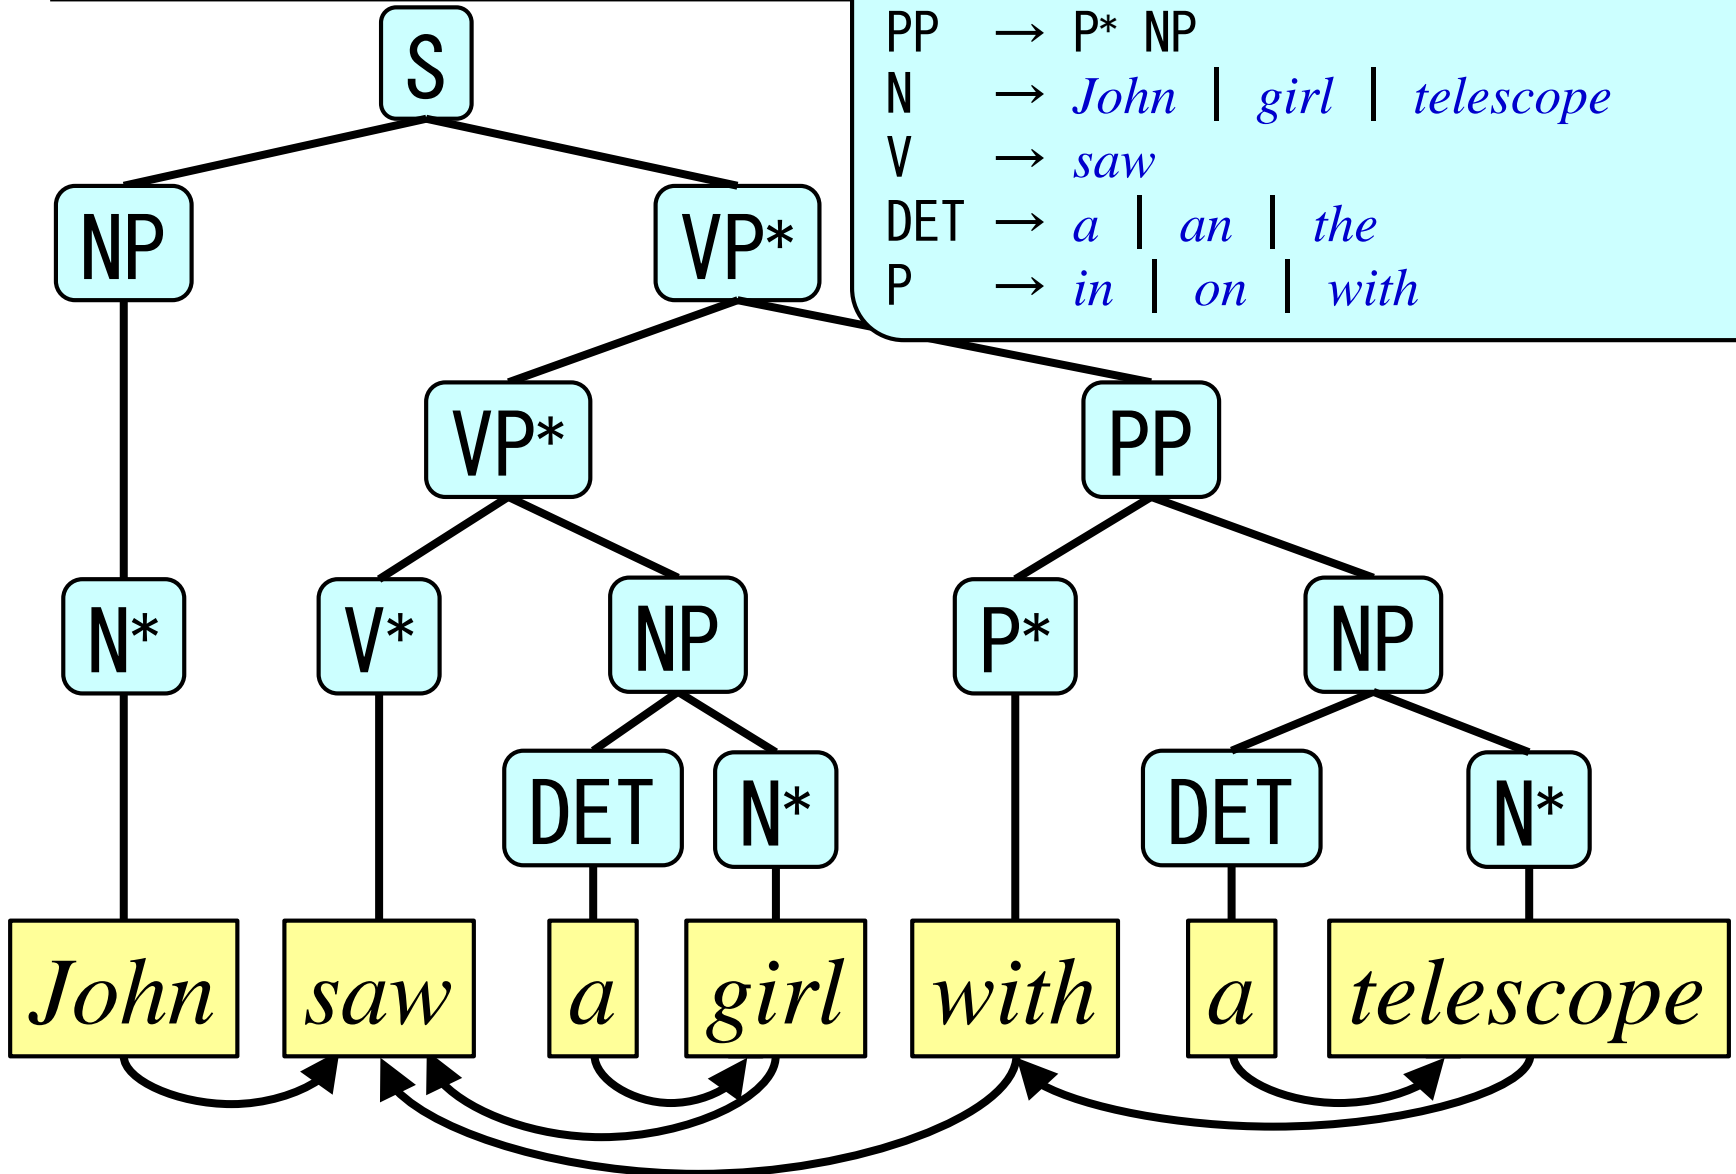 PP → P* NP
N → John | girl | telescope
V → saw
DET → a | an | the
P → in | on | with
S
NP VP*
VP* PP
N* V* NP P* NP
DET N* DET N*
John saw a girl with a telescope